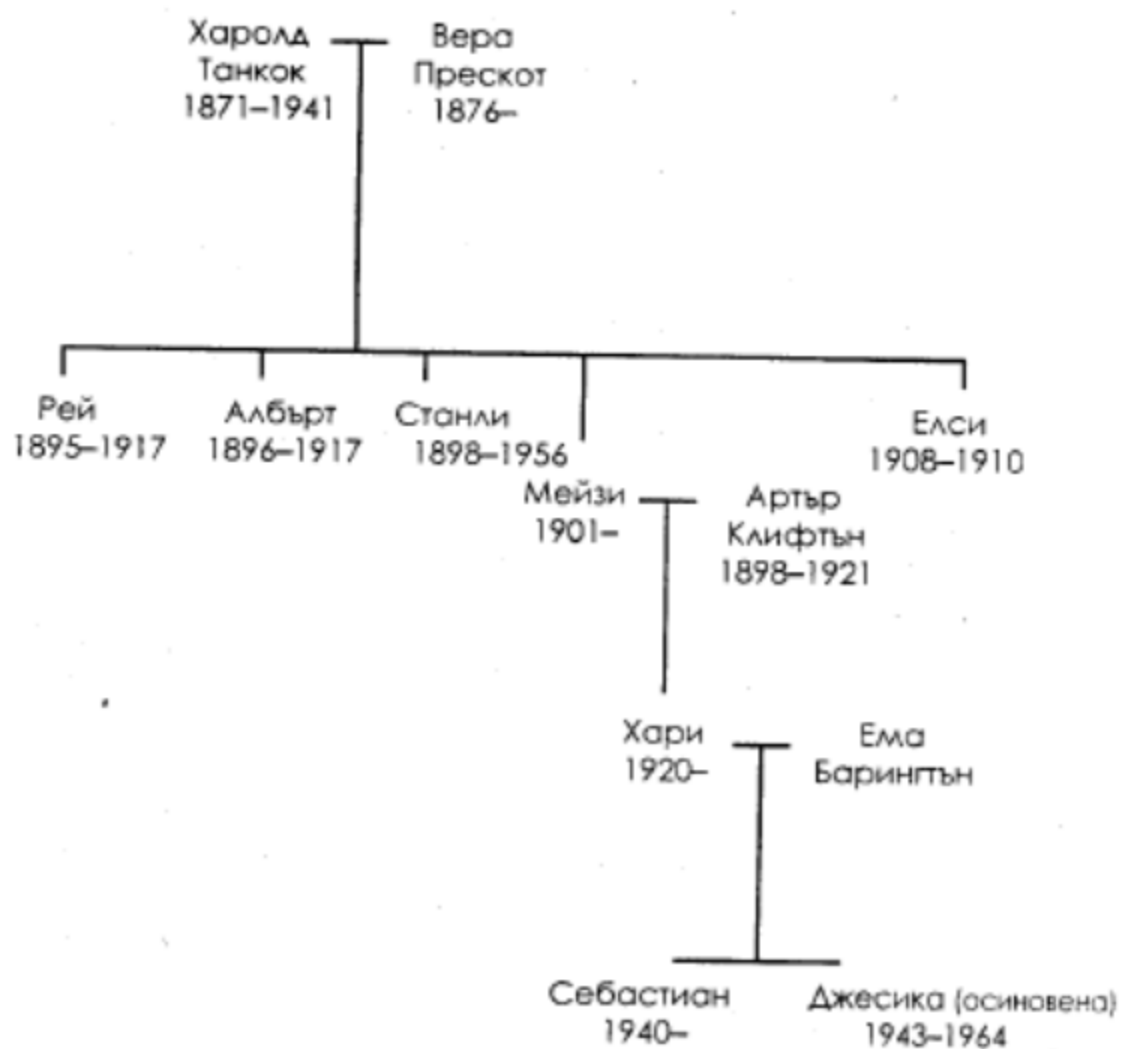 Харолд
Танкок
1871–1941
Вера
Прескот
1876–
Рей
1895–1917
Албърт
1896–1917
Станли
1898–1956
Мейзи
1901–
Артър
Клифтън
1898–1921
Елси
1908–1910
Хари
1920–
Ема
Барингтън
Себастиан
1940–
Джесика (осиновена)
1943–1964